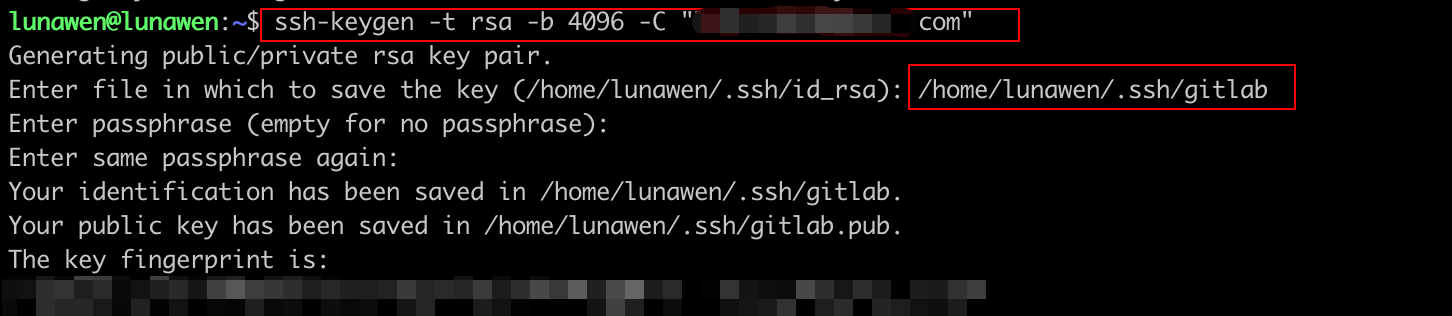 lunawen@lunawen:~$ ssh-keygen -t rsa -b 4096 -C " com"
Generating public/private rsa key pair.
Enter file in which to save the key (/home/lunawen/.ssh/id_rsa): /home/lunawen/.ssh/gitlab
Enter passphrase (empty for no passphrase):
Enter same passphrase again:
Your identification has been saved in /home/lunawen/.ssh/gitlab.
Your public key has been saved in /home/lunawen/.ssh/gitlab.pub.
The key fingerprint is: